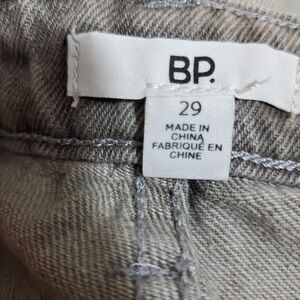 BP.
29
MADE IN
CHINA
FABRIQUÉ EN
CHINE